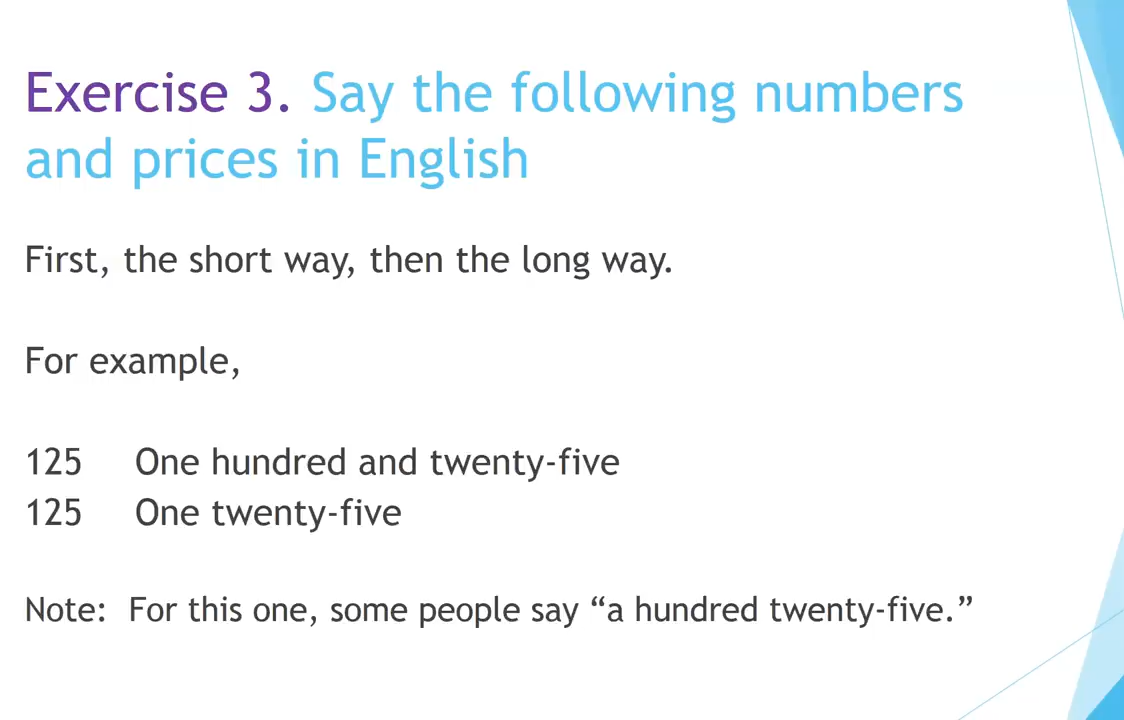 Exercise 3. Say the following numbers
and prices in English
First, the short way, then the long way.
For example,
125 One hundred and twenty-five
125 One twenty-five
Note: For this one, some people say “a hundred twenty-five.”